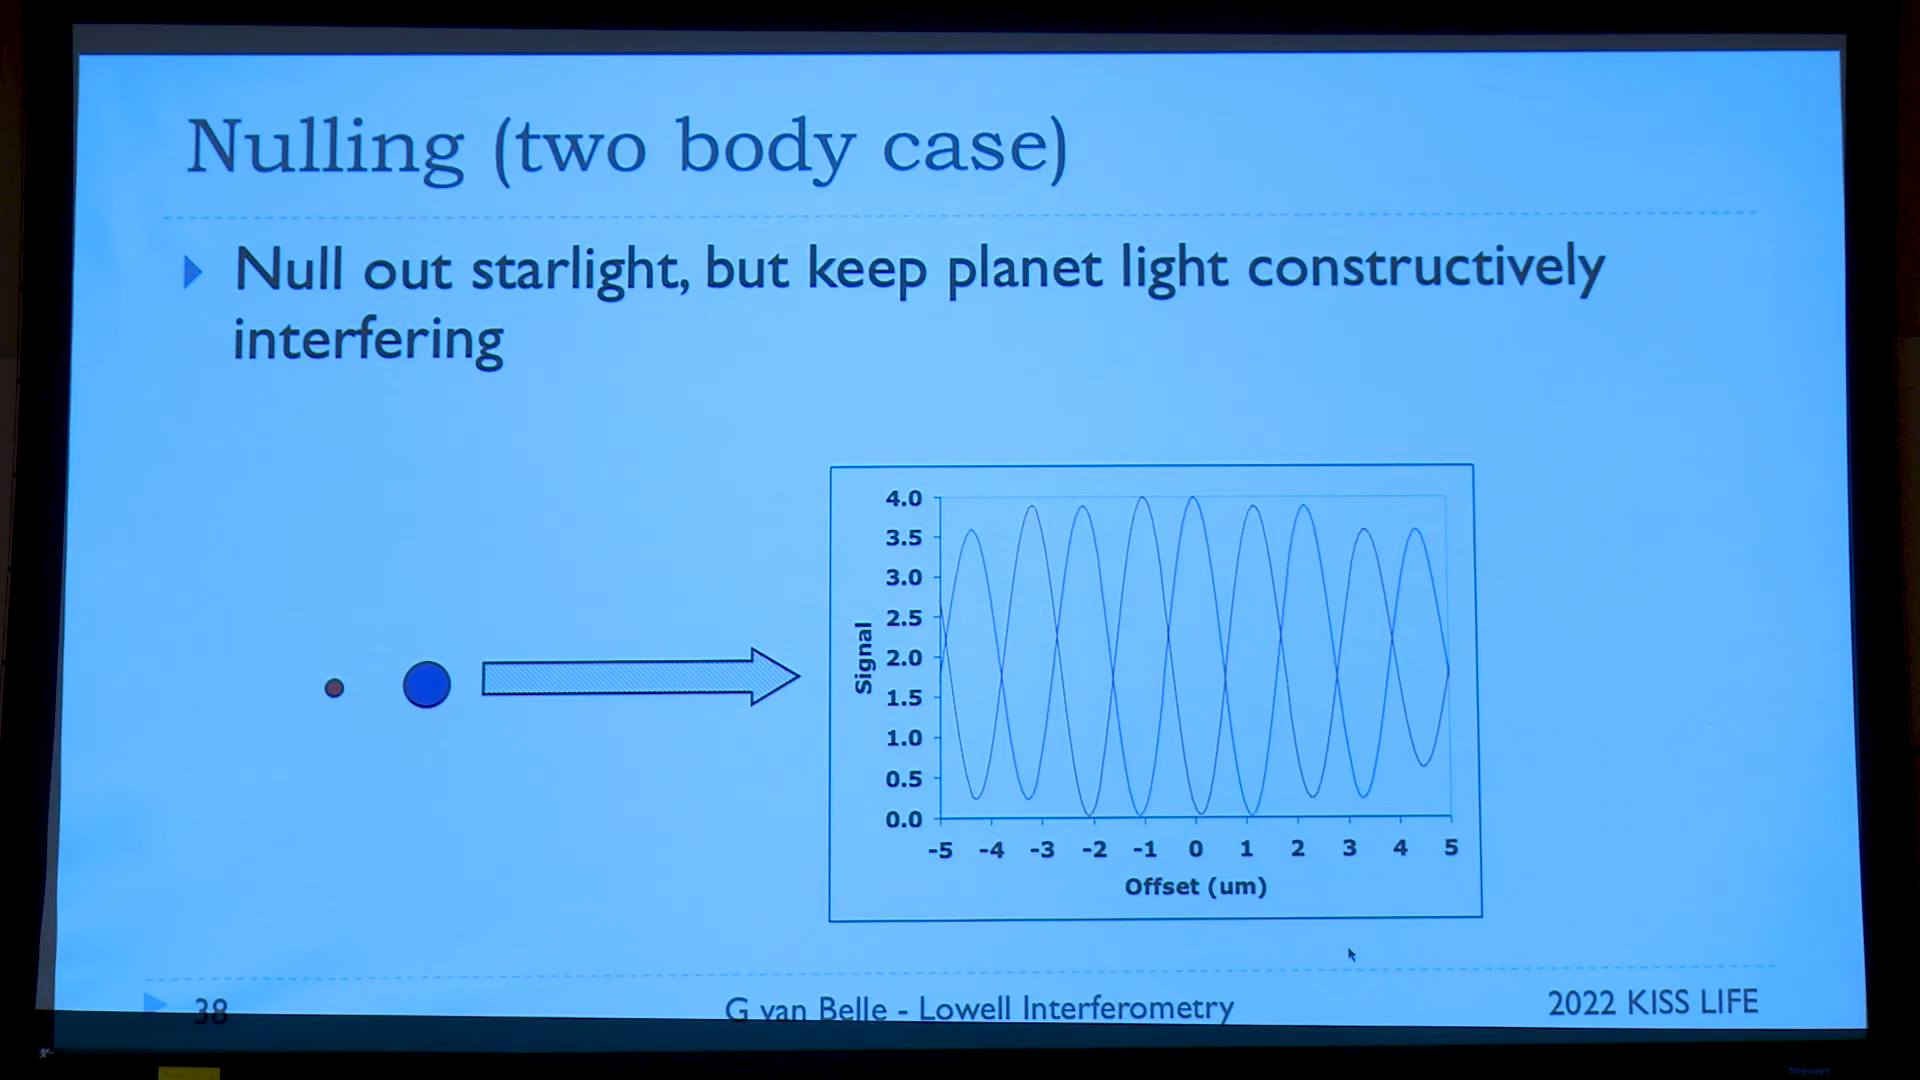 Nulling (two body case)
Null out starlight, but keep planet light constructively
interfering
4.0
3.5
3.0
2.5
2.0
1.5
1.0
0.5
0.0
Signal
-5 -4 -3 -2 -1 0 1 2 3 4 5
Offset (um)
38 G van Belle - Lowell Interferometry 2022 KISS LIFE
Stewart